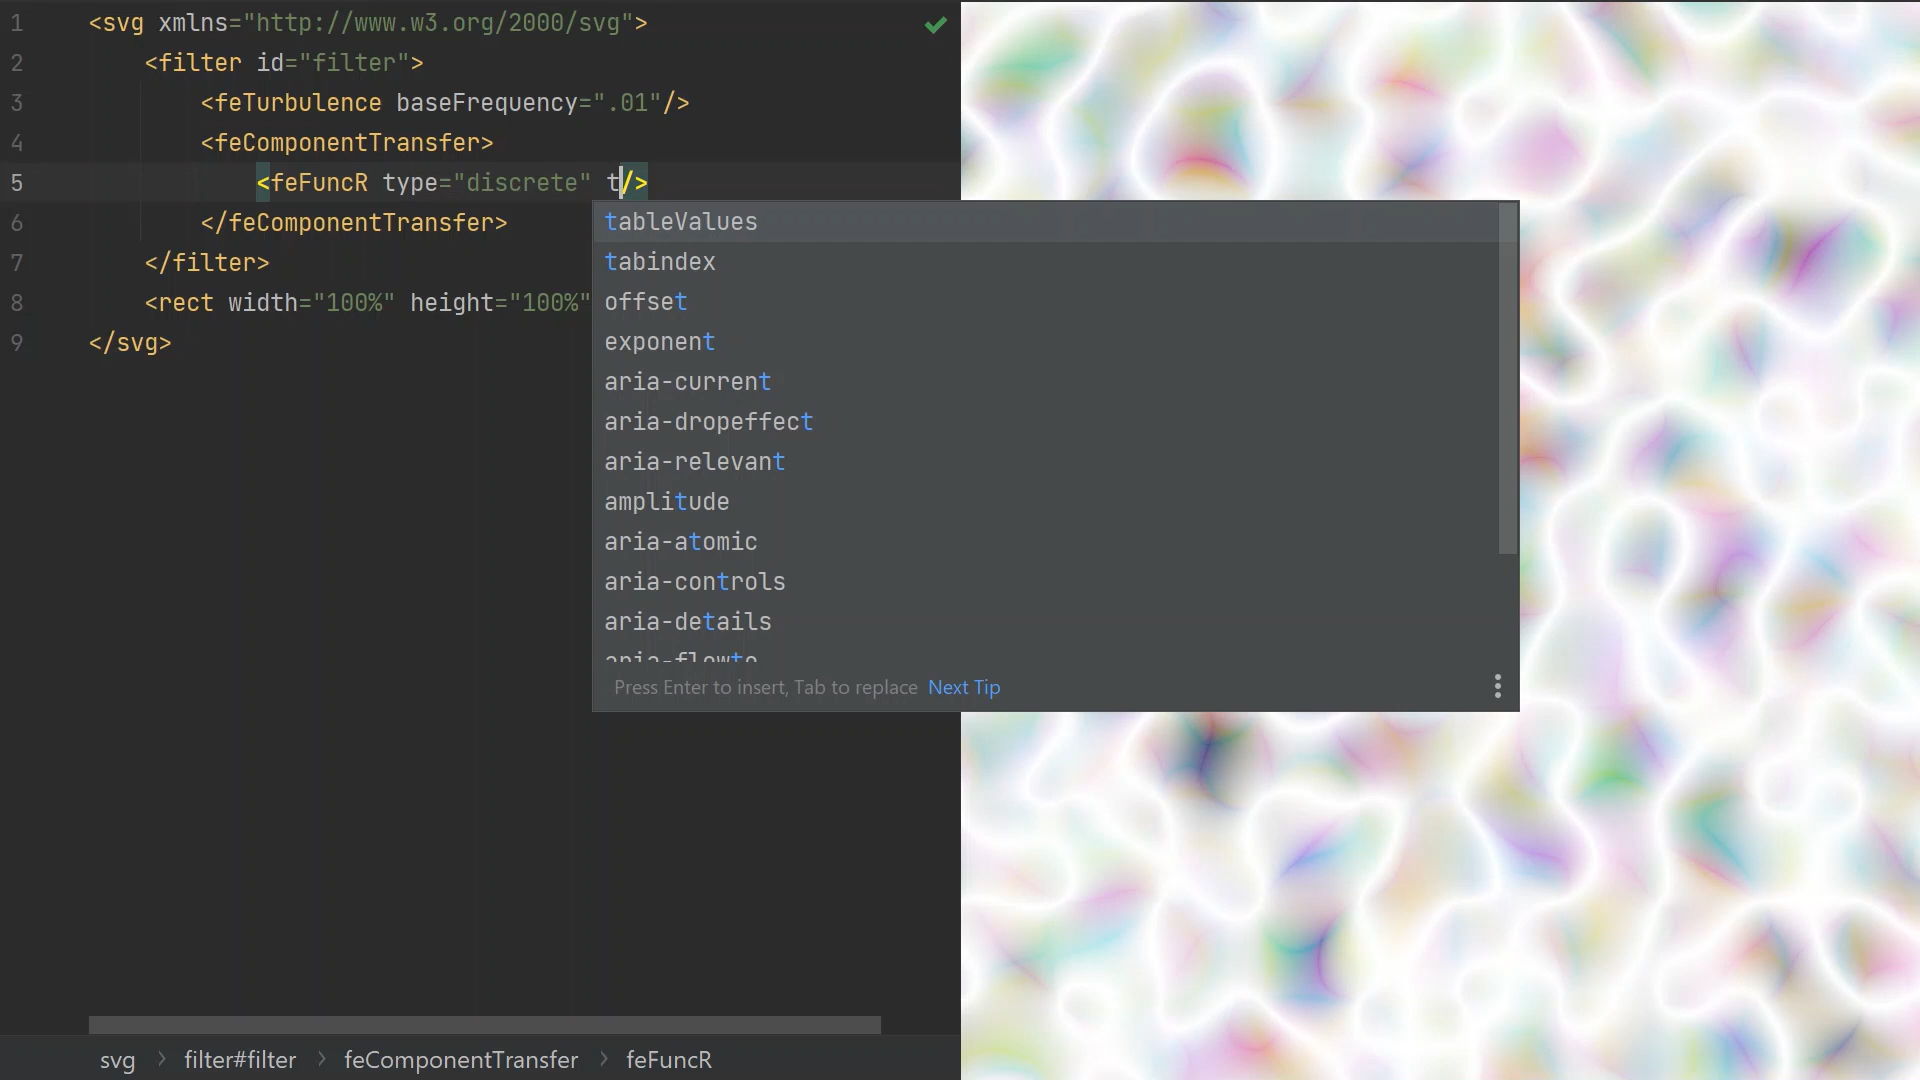 1 <svg xmlns="http://www.w3.org/2000/svg">
2 <filter id="filter">
3 <feTurbulence baseFrequency=".01"/>
4 <feComponentTransfer>
5 <feFuncR type="discrete" t/>
6 </feComponentTransfer>
7 </filter>
8 <rect width="100%" height="100%"
9 </svg>
tableValues
tabindex
offset
exponent
aria-current
aria-dropeffect
aria-relevant
amplitude
aria-atomic
aria-controls
aria-details
aria-flowto
Press Enter to insert, Tab to replace Next Tip
svg > filter#filter > feComponentTransfer > feFuncR